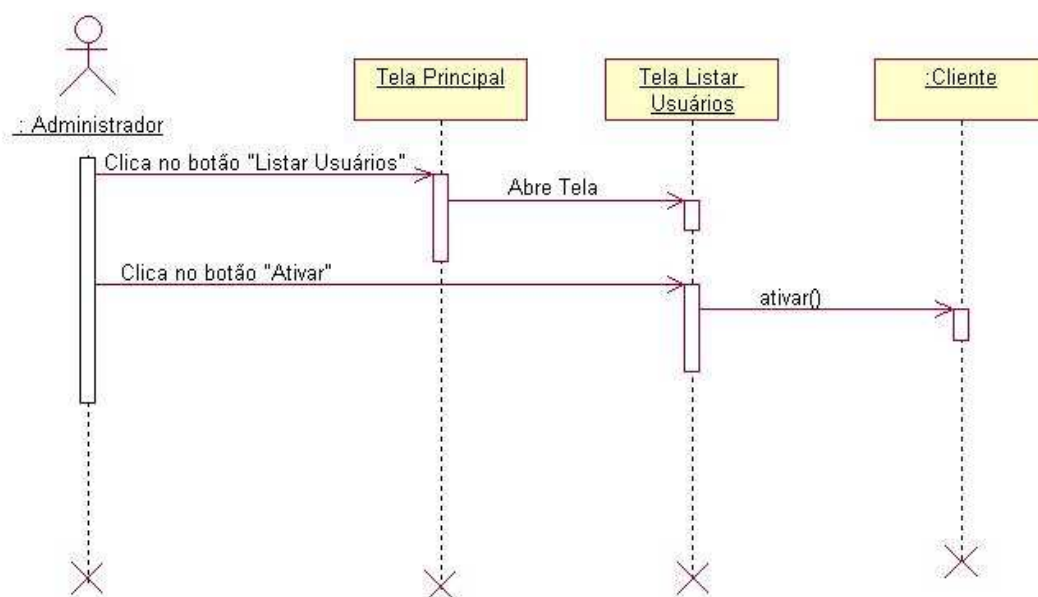 : Administrador
Tela Principal
Tela Listar
Usuários
:Cliente
Clica no botão "Listar Usuários"
Abre Tela
Clica no botão "Ativar"
ativar()